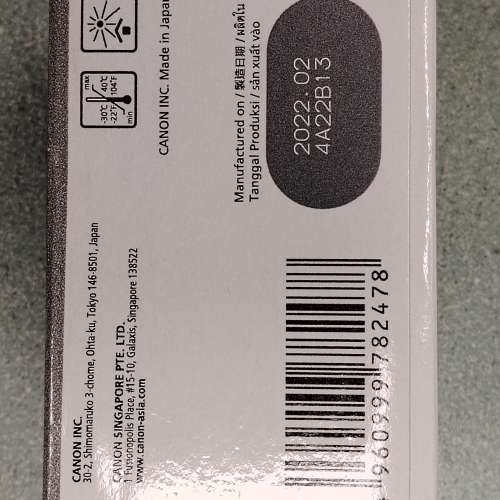 max
40°C
104°F
-30°C
-22°F
min
CANON INC. Made in Japan
Manufactured on / 製造日期 / ผลิตใน
Tanggal Produksi / sản xuất vào
2022.02
4A22B13
CANON INC.
30-2, Shimomaruko 3-chome, Ohta-ku, Tokyo 146-8501, Japan
CANON SINGAPORE PTE. LTD.
1 Fusionopolis Place, #15-10, Galaxis, Singapore 138522
www.canon-asia.com
960999 782478